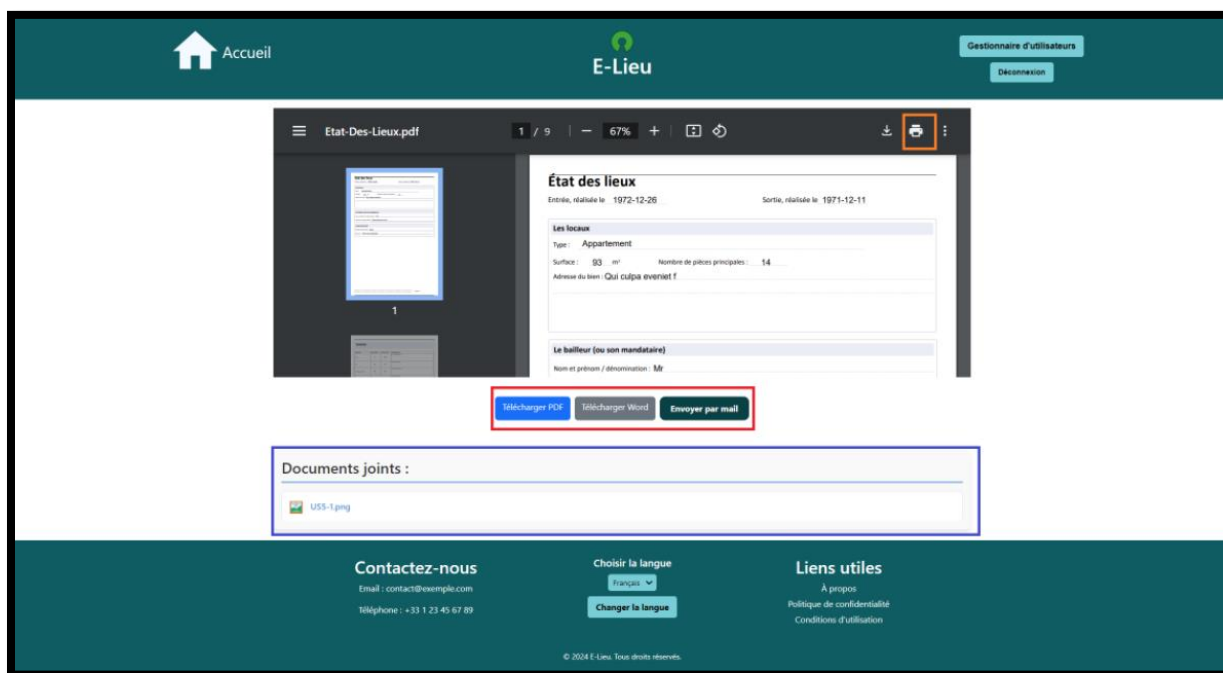 Accueil
E-Lieu
Gestionnaire d'utilisateurs
Déconnexion
Etat-Des-Lieux.pdf
1 / 9
67%
1
État des lieux
Entrée, réalisée le 1972-12-26
Sortie, réalisée le 1971-12-11
Les locaux
Type : Appartement
Surface : 93 m² Nombre de pièces principales : 14
Adresse du bien : Qui culpa eveniet f
Le bailleur (ou son mandataire)
Nom et prénom / dénomination : Mr
Télécharger PDF
Télécharger Word
Envoyer par mail
Documents joints :
US5-1.png
Contactez-nous
Email : contact@exemple.com
Téléphone : +33 1 23 45 67 89
Choisir la langue
Français
Changer la langue
Liens utiles
À propos
Politique de confidentialité
Conditions d'utilisation
© 2024 E-Lieu. Tous droits réservés.